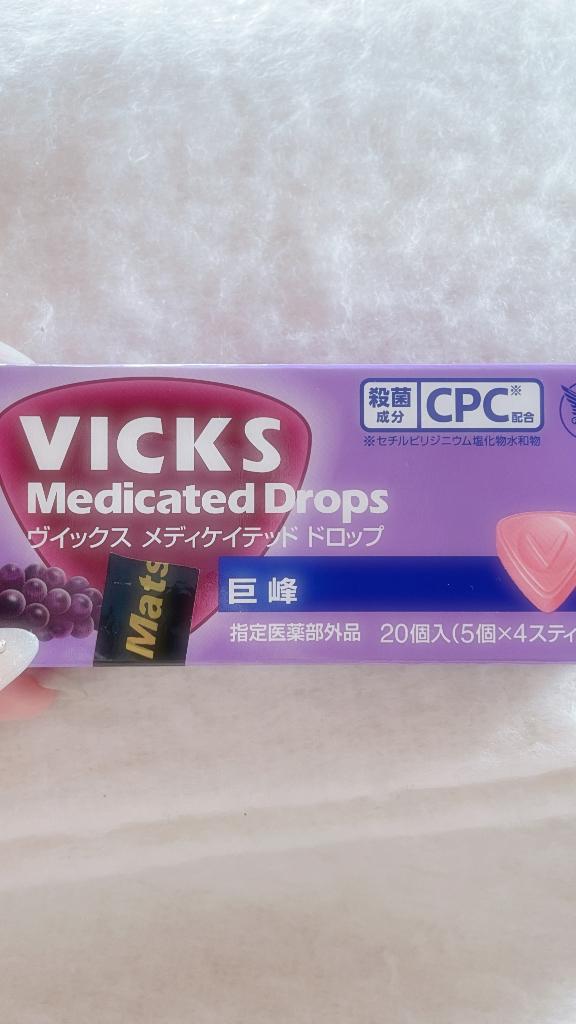 VICKS
Medicated Drops
ヴイックス メディケイテッド ドロップ
殺菌成分 CPC※配合
※セチルピリジニウム塩化物水和物
Mats
巨峰
指定医薬部外品 20個入(5個×4スティ
V